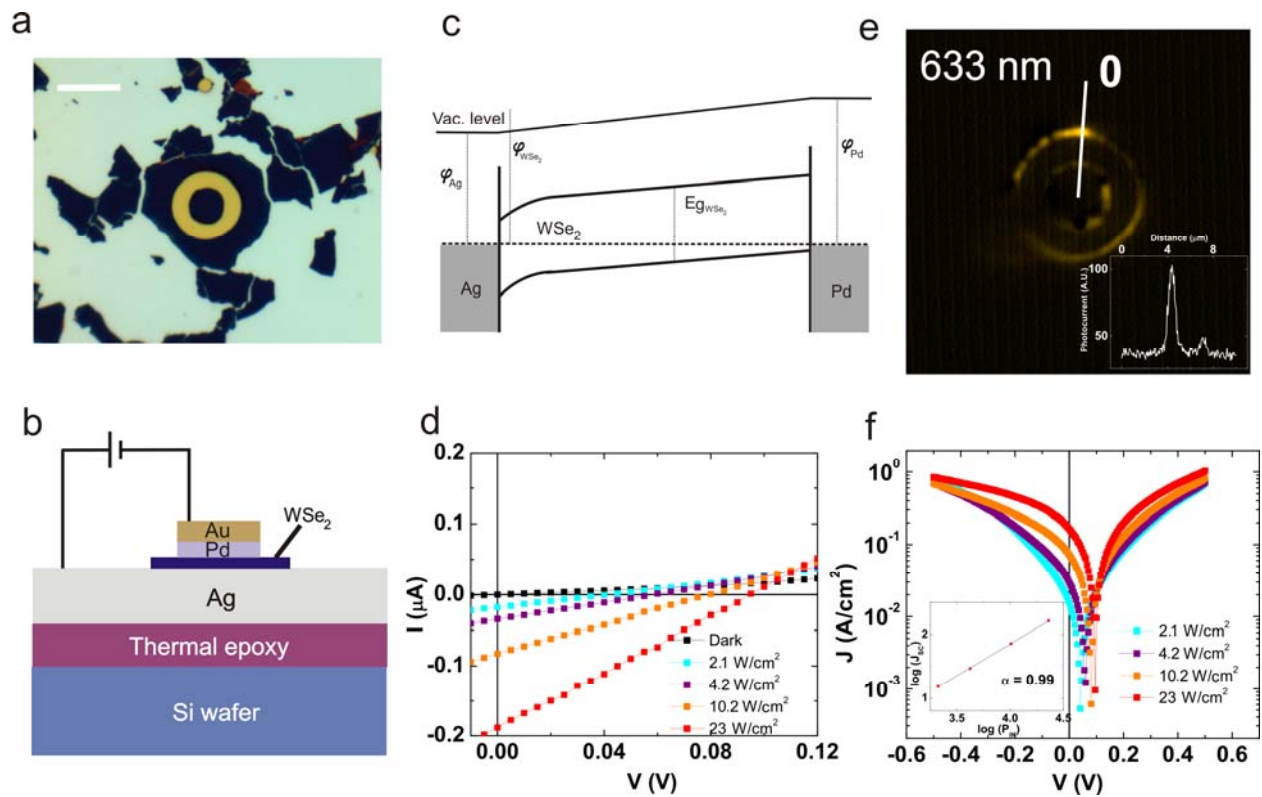 a
b
Au
Pd
WSe₂
Ag
Thermal epoxy
Si wafer
c
Vac. level
φAg
φWSe₂
φPd
EgWSe₂
WSe₂
Ag
Pd
d
0.2
0.1
0.0
-0.1
-0.2
I (μA)
Dark
2.1 W/cm²
4.2 W/cm²
10.2 W/cm²
23 W/cm²
0.00 0.04 0.08 0.12
V (V)
e
633 nm
0
Distance (μm)
0 4 8
100
50
Photocurrent (A.U.)
f
10⁰
10⁻¹
10⁻²
10⁻³
J (A/cm²)
2
1
log (JSC)
α = 0.99
3.5 4.0 4.5
log (PIN)
2.1 W/cm²
4.2 W/cm²
10.2 W/cm²
23 W/cm²
-0.6 -0.4 -0.2 0.0 0.2 0.4 0.6
V (V)